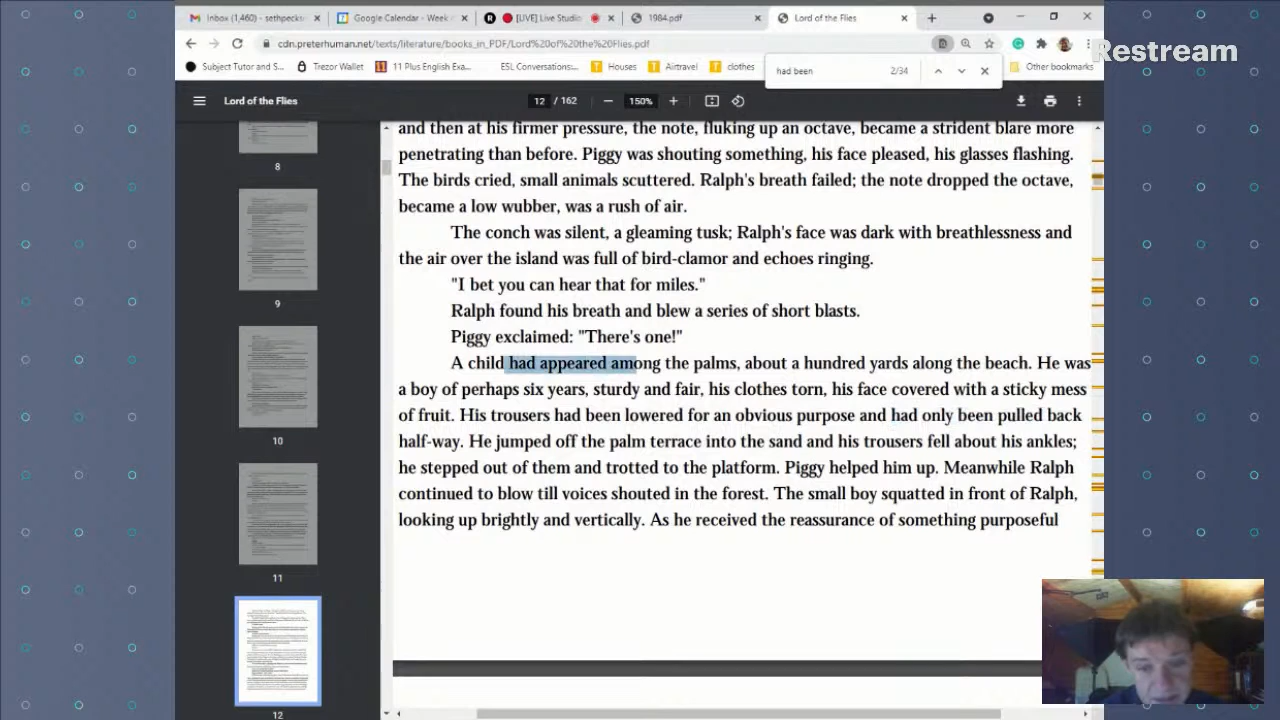 Inbox (1,460) - sethpecks
Google Calendar - Week
[LIVE] Live Studio
1984.pdf
Lord of the Flies
cdn.preterhuman.net/texts/literature/books_in_PDF/Lord%20of%20the%20Flies.pdf
Restream
Subject Tutor and S...
Trezor Wallet
11 Plus English Exa...
ESL Conversations:...
Houses
Airtravel
clothes
had been
2/34
Other bookmarks
Lord of the Flies
12 / 162
150%
and then at his firmer pressure, the note, fluking up an octave, became a strident blare more
penetrating than before. Piggy was shouting something, his face pleased, his glasses flashing.
The birds cried, small animals scuttered. Ralph's breath failed; the note dropped the octave,
became a low wubber, was a rush of air.
The conch was silent, a gleaming tusk; Ralph's face was dark with breathlessness and
the air over the island was full of bird-clamor and echoes ringing.
"I bet you can hear that for miles."
Ralph found his breath and blew a series of short blasts.
Piggy exclaimed: "There's one!"
A child had appeared among the palms, about a hundred yards along the beach. He was
a boy of perhaps six years, sturdy and fair, his clothes torn, his face covered with a sticky mess
of fruit. His trousers had been lowered for an obvious purpose and had only been pulled back
half-way. He jumped off the palm terrace into the sand and his trousers fell about his ankles;
he stepped out of them and trotted to the platform. Piggy helped him up. Meanwhile Ralph
continued to blow till voices shouted in the forest. The small boy squatted in front of Ralph,
looking up brightly and vertically. As he received the reassurance of something purposeful
8
9
10
11
12